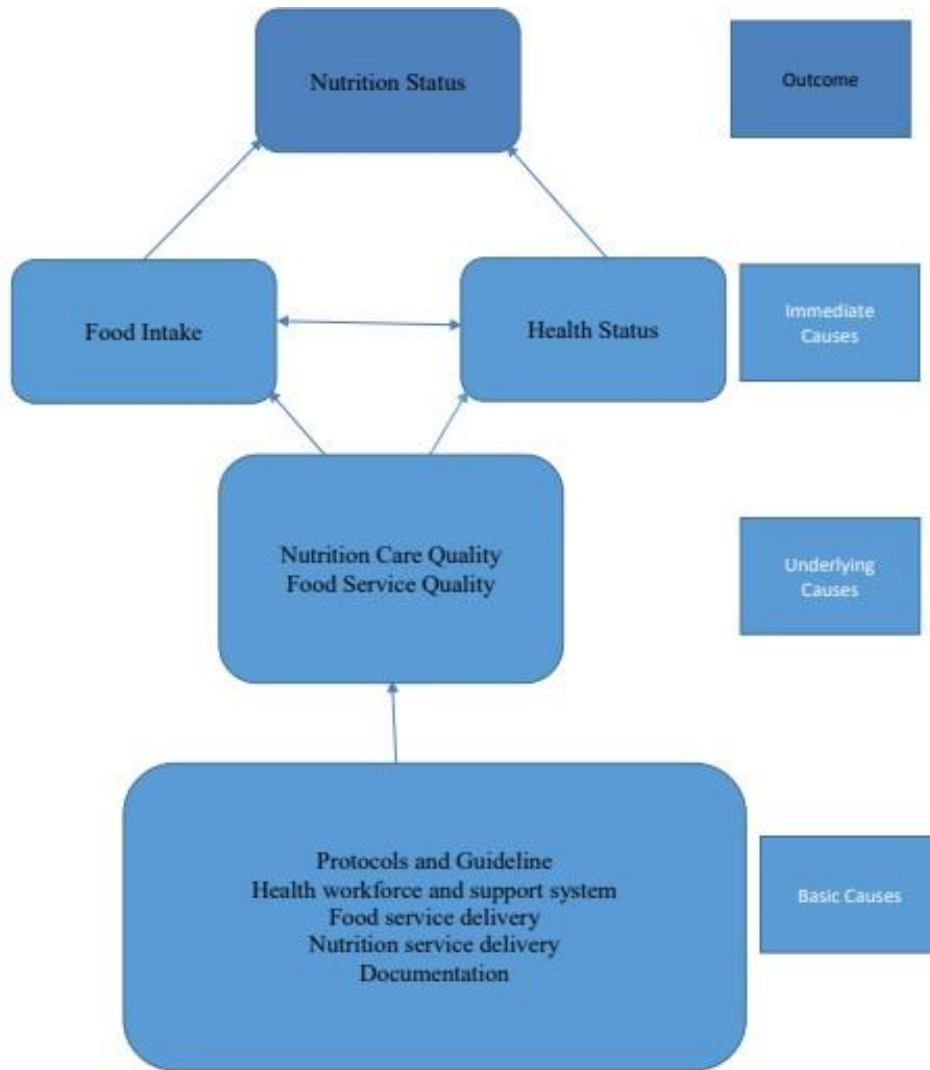 Nutrition Status
Outcome
Food Intake
Health Status
Immediate
Causes
Nutrition Care Quality
Food Service Quality
Underlying
Causes
Protocols and Guideline
Health workforce and support system
Food service delivery
Nutrition service delivery
Documentation
Basic Causes